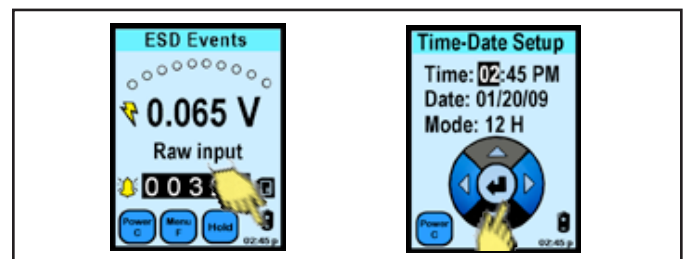 ESD Events
0.065 V
Raw input
003
Power
C
Menu
F
Hold
02:45 p
Time-Date Setup
Time: 02:45 PM
Date: 01/20/09
Mode: 12 H
Power
C
02:45 p